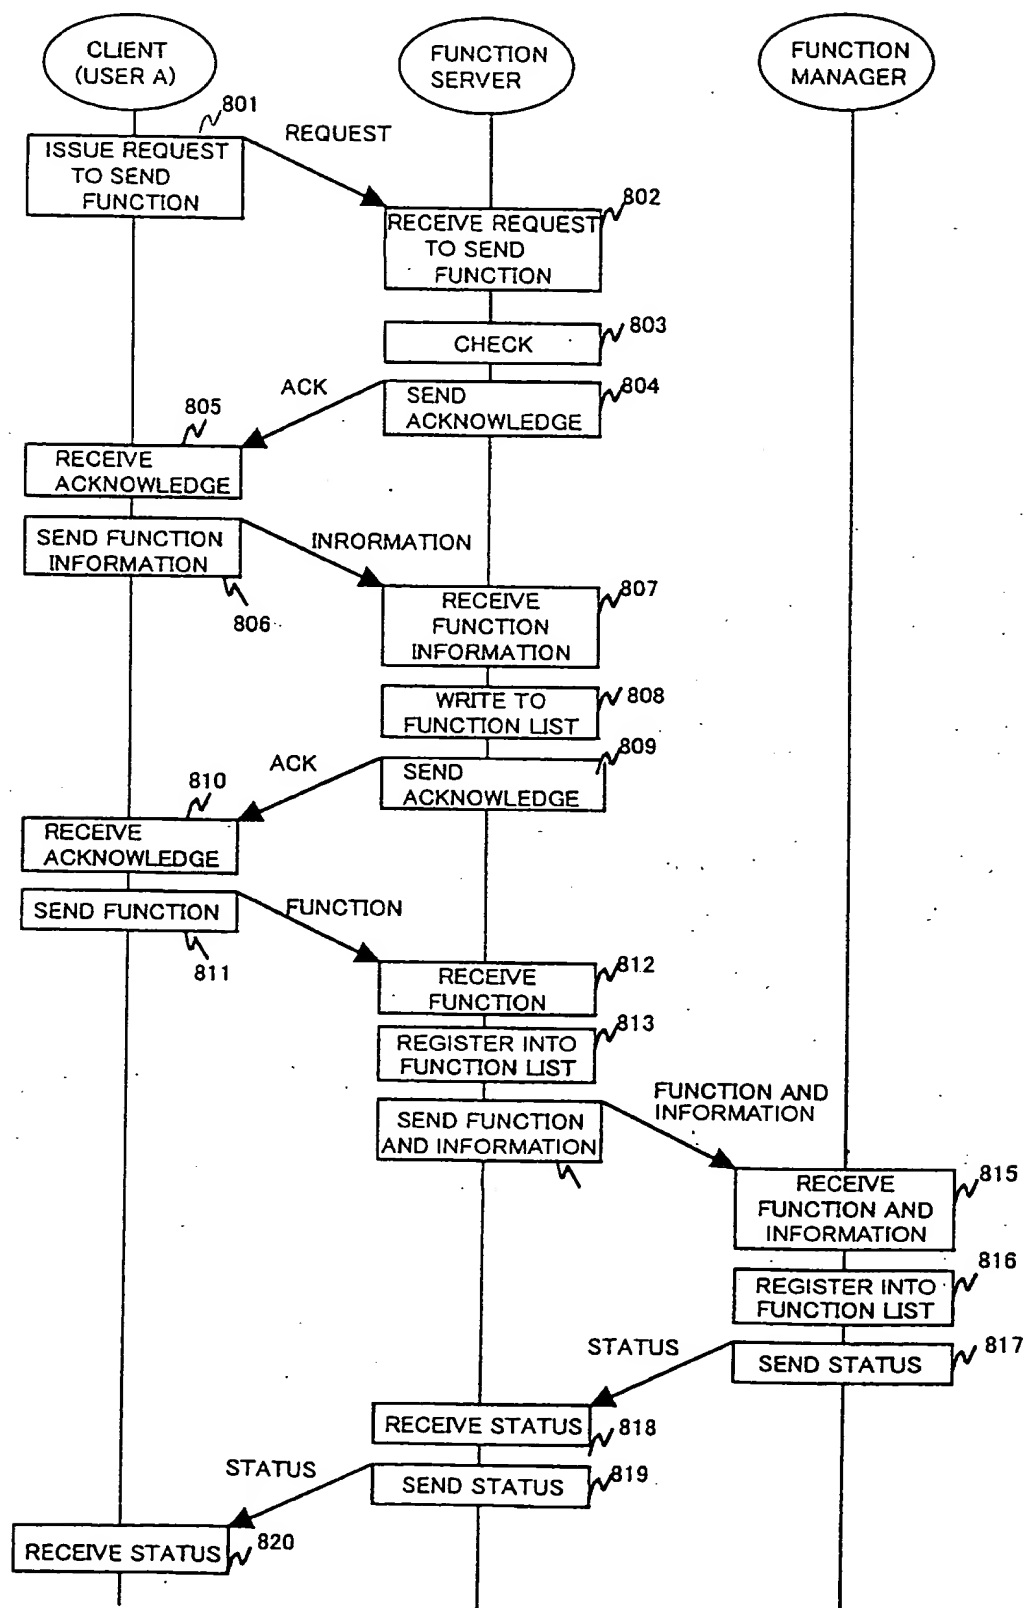 CLIENT
(USER A)
FUNCTION
SERVER
FUNCTION
MANAGER
801
ISSUE REQUEST
TO SEND
FUNCTION
REQUEST
802
RECEIVE REQUEST
TO SEND
FUNCTION
803
CHECK
804
SEND
ACKNOWLEDGE
ACK
805
RECEIVE
ACKNOWLEDGE
SEND FUNCTION
INFORMATION
806
INRORMATION
807
RECEIVE
FUNCTION
INFORMATION
808
WRITE TO
FUNCTION LIST
809
SEND
ACKNOWLEDGE
ACK
810
RECEIVE
ACKNOWLEDGE
SEND FUNCTION
811
FUNCTION
812
RECEIVE
FUNCTION
813
REGISTER INTO
FUNCTION LIST
SEND FUNCTION
AND INFORMATION
FUNCTION AND
INFORMATION
815
RECEIVE
FUNCTION AND
INFORMATION
816
REGISTER INTO
FUNCTION LIST
817
SEND STATUS
STATUS
RECEIVE STATUS
818
SEND STATUS
819
STATUS
RECEIVE STATUS
820